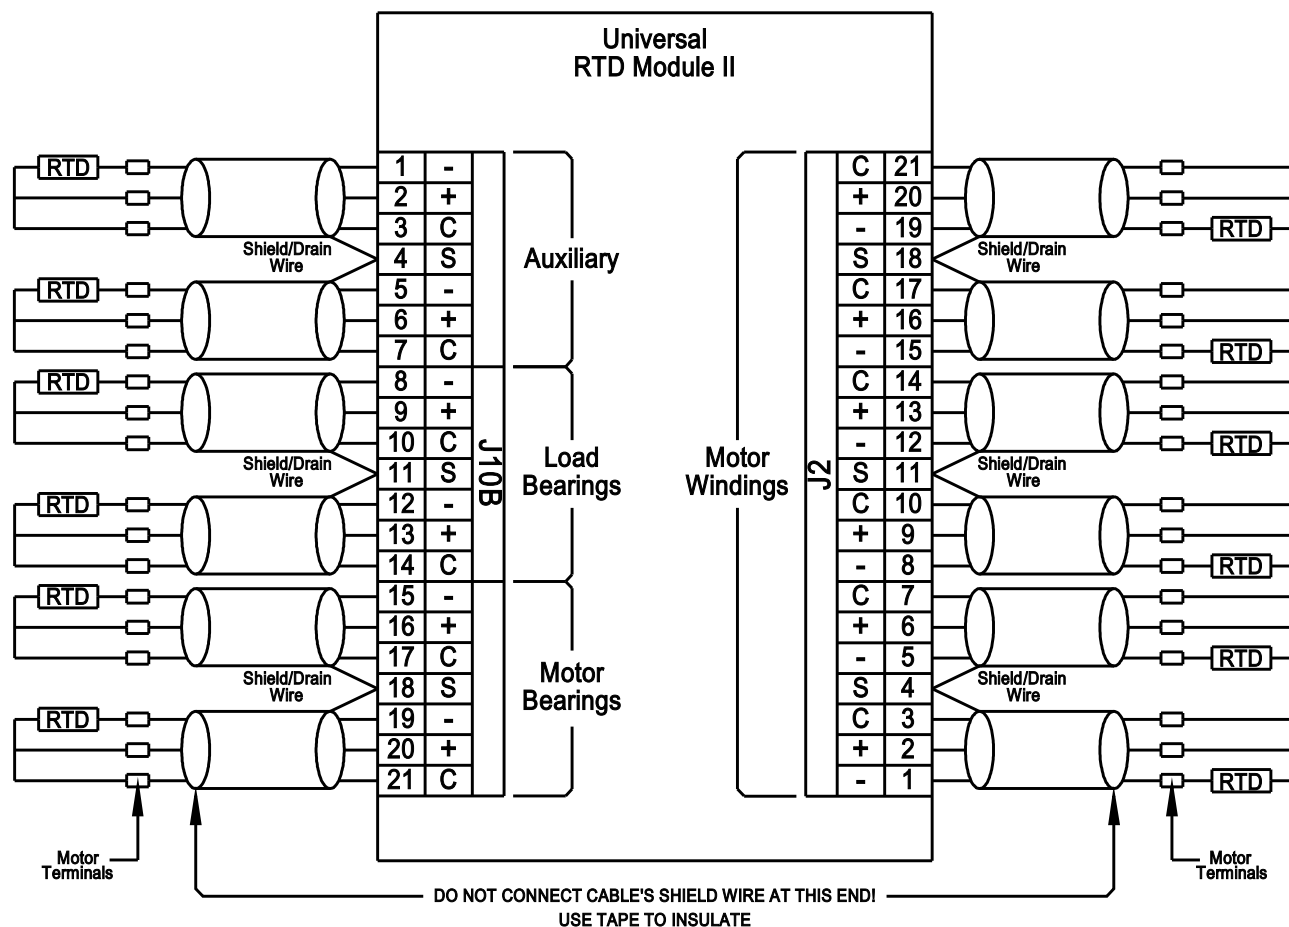 Universal
RTD Module II
RTD 1 - C 21
2 + + 20
3 C - 19 RTD
Shield/Drain
Wire
4 S Auxiliary S 18
Shield/Drain
Wire
RTD 5 - C 17
6 + + 16
7 C - 15 RTD
RTD 8 - C 14
9 + + 13
10 C - 12 RTD
J10B
Load
Bearings
Motor
Windings
J2
Shield/Drain
Wire
11 S S 11
Shield/Drain
Wire
RTD 12 - C 10
13 + + 9
14 C - 8 RTD
RTD 15 - C 7
16 + + 6
17 C - 5 RTD
Motor
Bearings
Shield/Drain
Wire
18 S S 4
Shield/Drain
Wire
RTD 19 - C 3
20 + + 2
21 C - 1 RTD
Motor
Terminals
Motor
Terminals
DO NOT CONNECT CABLE'S SHIELD WIRE AT THIS END!
USE TAPE TO INSULATE